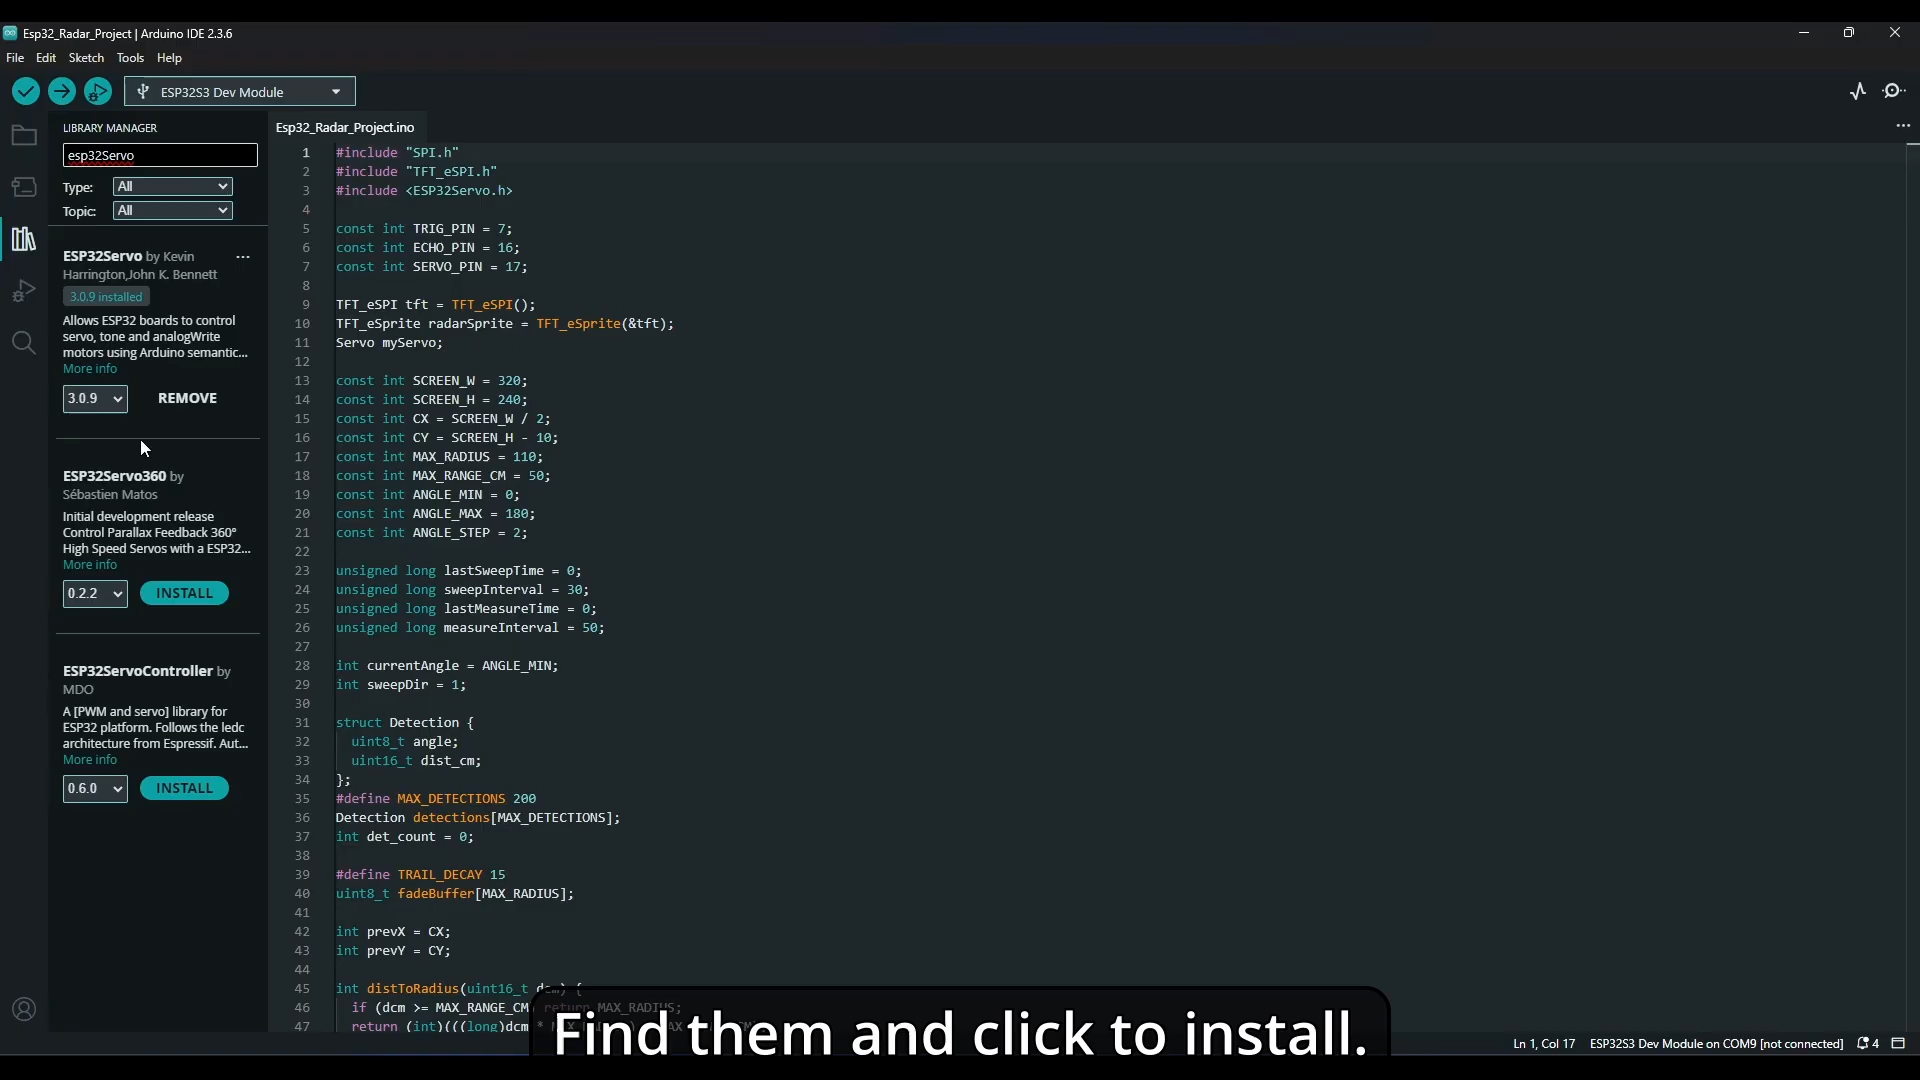 Esp32_Radar_Project | Arduino IDE 2.3.6
File Edit Sketch Tools Help
ESP32S3 Dev Module
LIBRARY MANAGER
esp32Servo
Type: All
Topic: All
ESP32Servo by Kevin
Harrington,John K. Bennett
3.0.9 installed
Allows ESP32 boards to control
servo, tone and analogWrite
motors using Arduino semantic...
More info
3.0.9 REMOVE
ESP32Servo360 by
Sébastien Matos
Initial development release
Control Parallax Feedback 360°
High Speed Servos with a ESP32...
More info
0.2.2 INSTALL
ESP32ServoController by
MDO
A [PWM and servo] library for
ESP32 platform. Follows the ledc
architecture from Espressif. Aut...
More info
0.6.0 INSTALL
Esp32_Radar_Project.ino
1 #include "SPI.h"
2 #include "TFT_eSPI.h"
3 #include <ESP32Servo.h>
4
5 const int TRIG_PIN = 7;
6 const int ECHO_PIN = 16;
7 const int SERVO_PIN = 17;
8
9 TFT_eSPI tft = TFT_eSPI();
10 TFT_eSprite radarSprite = TFT_eSprite(&tft);
11 Servo myServo;
12
13 const int SCREEN_W = 320;
14 const int SCREEN_H = 240;
15 const int CX = SCREEN_W / 2;
16 const int CY = SCREEN_H - 10;
17 const int MAX_RADIUS = 110;
18 const int MAX_RANGE_CM = 50;
19 const int ANGLE_MIN = 0;
20 const int ANGLE_MAX = 180;
21 const int ANGLE_STEP = 2;
22
23 unsigned long lastSweepTime = 0;
24 unsigned long sweepInterval = 30;
25 unsigned long lastMeasureTime = 0;
26 unsigned long measureInterval = 50;
27
28 int currentAngle = ANGLE_MIN;
29 int sweepDir = 1;
30
31 struct Detection {
32 uint8_t angle;
33 uint16_t dist_cm;
34 };
35 #define MAX_DETECTIONS 200
36 Detection detections[MAX_DETECTIONS];
37 int det_count = 0;
38
39 #define TRAIL_DECAY 15
40 uint8_t fadeBuffer[MAX_RADIUS];
41
42 int prevX = CX;
43 int prevY = CY;
44
45 int distToRadius(uint16_t dcm) {
46 if (dcm >= MAX_RANGE_CM return MAX_RADIUS;
47 return (int)(((long)dcm *
Find them and click to install.
Ln 1, Col 17 ESP32S3 Dev Module on COM9 [not connected] 4